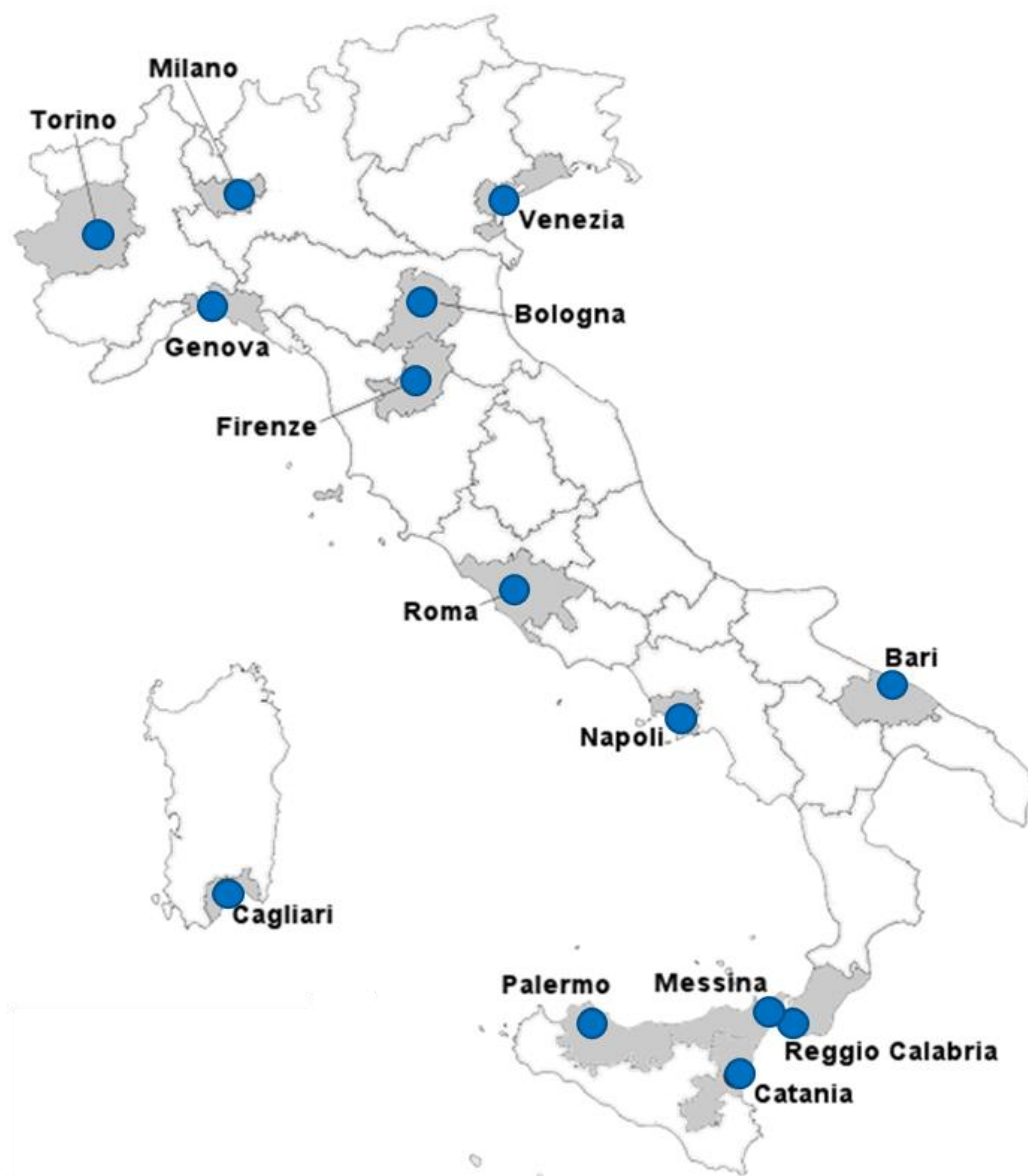 Milano
Torino
Venezia
Bologna
Genova
Firenze
Roma
Bari
Napoli
Cagliari
Palermo
Messina
Reggio Calabria
Catania